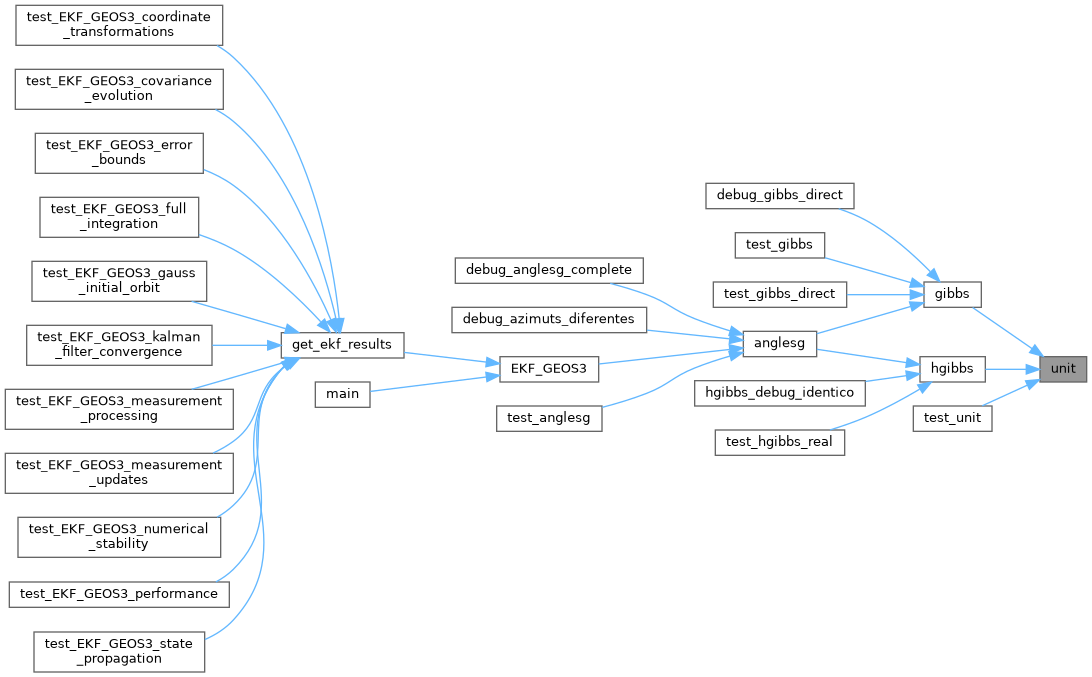 test_EKF_GEOS3_coordinate
_transformations
test_EKF_GEOS3_covariance
_evolution
test_EKF_GEOS3_error
_bounds
test_EKF_GEOS3_full
_integration
test_EKF_GEOS3_gauss
_initial_orbit
test_EKF_GEOS3_kalman
_filter_convergence
test_EKF_GEOS3_measurement
_processing
test_EKF_GEOS3_measurement
_updates
test_EKF_GEOS3_numerical
_stability
test_EKF_GEOS3_performance
test_EKF_GEOS3_state
_propagation
get_ekf_results
main
debug_anglesg_complete
debug_azimuts_diferentes
EKF_GEOS3
test_anglesg
debug_gibbs_direct
test_gibbs
test_gibbs_direct
anglesg
hgibbs_debug_identico
test_hgibbs_real
gibbs
hgibbs
test_unit
unit